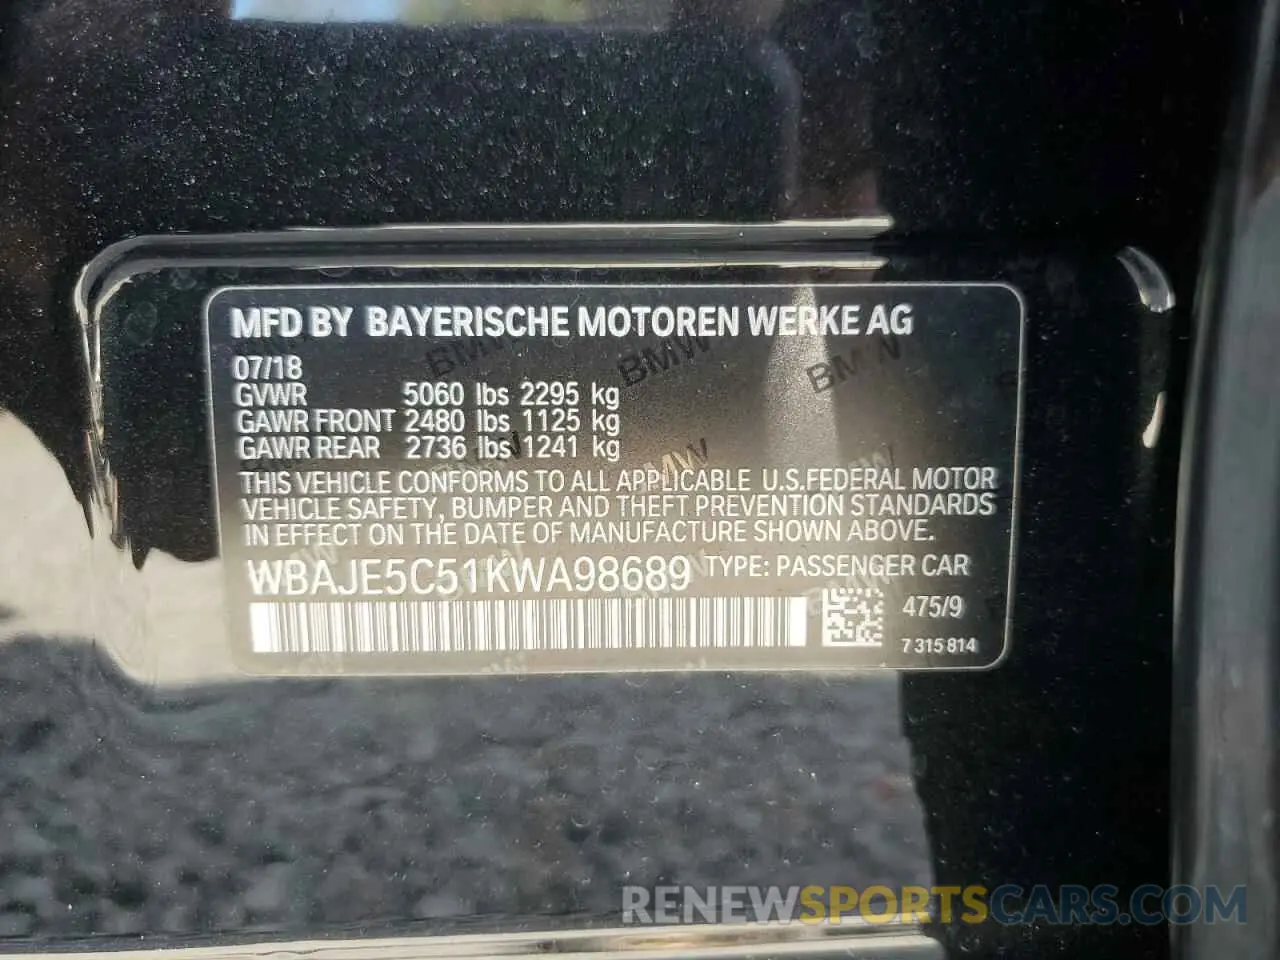 MFD BY BAYERISCHE MOTOREN WERKE AG
07/18
GVWR 5060 lbs 2295 kg
GAWR FRONT 2480 lbs 1125 kg
GAWR REAR 2736 lbs 1241 kg
THIS VEHICLE CONFORMS TO ALL APPLICABLE U.S.FEDERAL MOTOR
VEHICLE SAFETY, BUMPER AND THEFT PREVENTION STANDARDS
IN EFFECT ON THE DATE OF MANUFACTURE SHOWN ABOVE.
WBAJE5C51KWA98689 TYPE: PASSENGER CAR
475/9
7 315 814
RENEWSPORTSCARS.COM